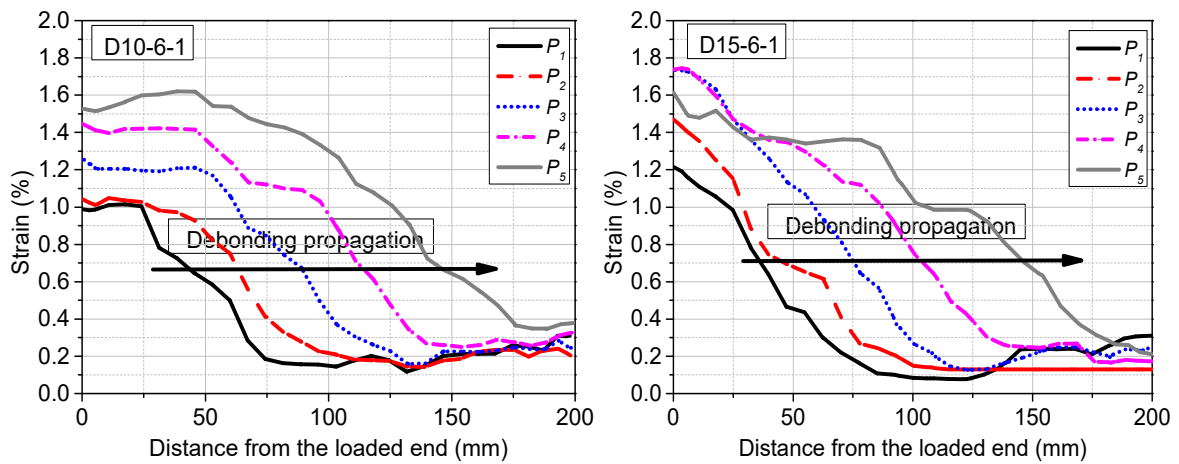 D10-6-1
P1
P2
P3
P4
P5
Debonding propagation
Strain (%)
2.0
1.8
1.6
1.4
1.2
1.0
0.8
0.6
0.4
0.2
0.0
0 50 100 150 200
Distance from the loaded end (mm)
D15-6-1
P1
P2
P3
P4
P5
Debonding propagation
Strain (%)
2.0
1.8
1.6
1.4
1.2
1.0
0.8
0.6
0.4
0.2
0.0
0 50 100 150 200
Distance from the loaded end (mm)